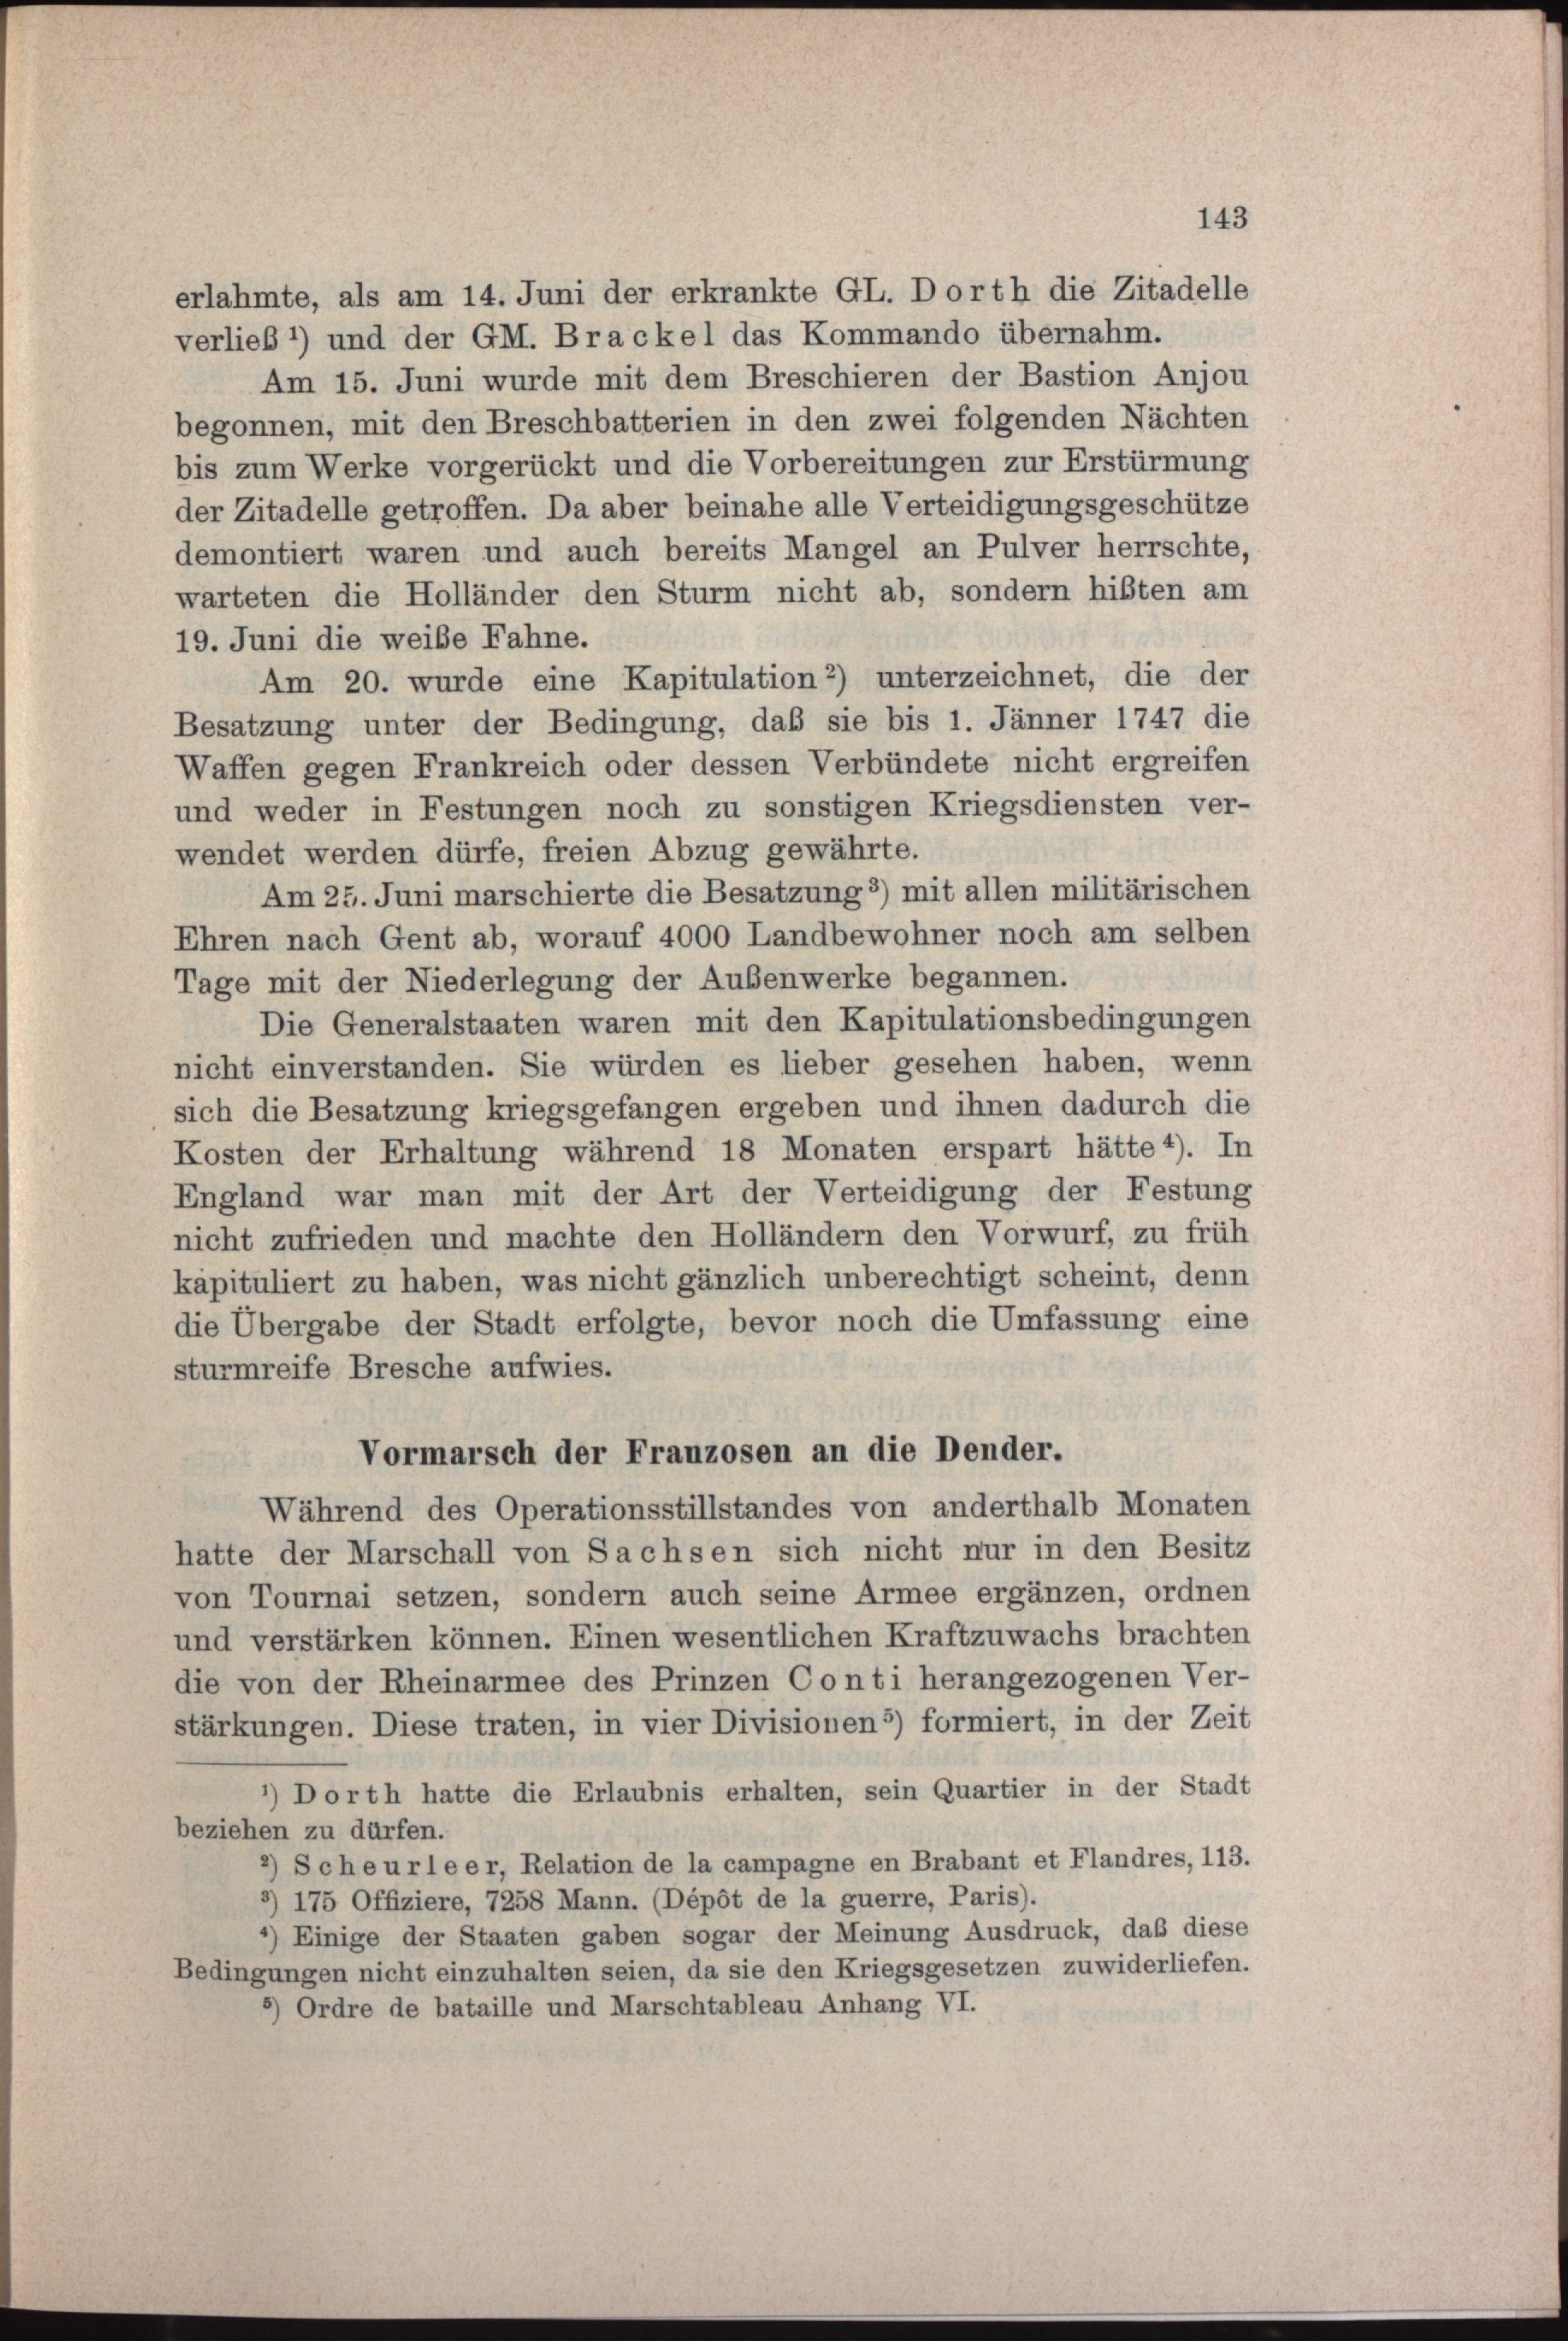 143
erlahmte, als am 14. Juni der erkrankte GL. Dorth die Zitadelle
verließ ¹) und der GM. Brackel das Kommando übernahm.
Am 15. Juni wurde mit dem Breschieren der Bastion Anjou
begonnen, mit den Breschbatterien in den zwei folgenden Nächten
bis zum Werke vorgerückt und die Vorbereitungen zur Erstürmung
der Zitadelle getroffen. Da aber beinahe alle Verteidigungsgeschütze
demontiert waren und auch bereits Mangel an Pulver herrschte,
warteten die Holländer den Sturm nicht ab, sondern hißten am
19. Juni die weiße Fahne.
Am 20. wurde eine Kapitulation ²) unterzeichnet, die der
Besatzung unter der Bedingung, daß sie bis 1. Jänner 1747 die
Waffen gegen Frankreich oder dessen Verbündete nicht ergreifen
und weder in Festungen noch zu sonstigen Kriegsdiensten ver-
wendet werden dürfe, freien Abzug gewährte.
Am 25. Juni marschierte die Besatzung ³) mit allen militärischen
Ehren nach Gent ab, worauf 4000 Landbewohner noch am selben
Tage mit der Niederlegung der Außenwerke begannen.
Die Generalstaaten waren mit den Kapitulationsbedingungen
nicht einverstanden. Sie würden es lieber gesehen haben, wenn
sich die Besatzung kriegsgefangen ergeben und ihnen dadurch die
Kosten der Erhaltung während 18 Monaten erspart hätte ⁴). In
England war man mit der Art der Verteidigung der Festung
nicht zufrieden und machte den Holländern den Vorwurf, zu früh
kapituliert zu haben, was nicht gänzlich unberechtigt scheint, denn
die Übergabe der Stadt erfolgte, bevor noch die Umfassung eine
sturmreife Bresche aufwies.
Vormarsch der Franzosen an die Dender.
Während des Operationsstillstandes von anderthalb Monaten
hatte der Marschall von Sachsen sich nicht nur in den Besitz
von Tournai setzen, sondern auch seine Armee ergänzen, ordnen
und verstärken können. Einen wesentlichen Kraftzuwachs brachten
die von der Rheinarmee des Prinzen Conti herangezogenen Ver-
stärkungen. Diese traten, in vier Divisionen ⁵) formiert, in der Zeit
¹) Dorth hatte die Erlaubnis erhalten, sein Quartier in der Stadt
beziehen zu dürfen.
²) Scheurleer, Relation de la campagne en Brabant et Flandres, 113.
³) 175 Offiziere, 7258 Mann. (Dépôt de la guerre, Paris).
⁴) Einige der Staaten gaben sogar der Meinung Ausdruck, daß diese
Bedingungen nicht einzuhalten seien, da sie den Kriegsgesetzen zuwiderliefen.
⁵) Ordre de bataille und Marschtableau Anhang VI.